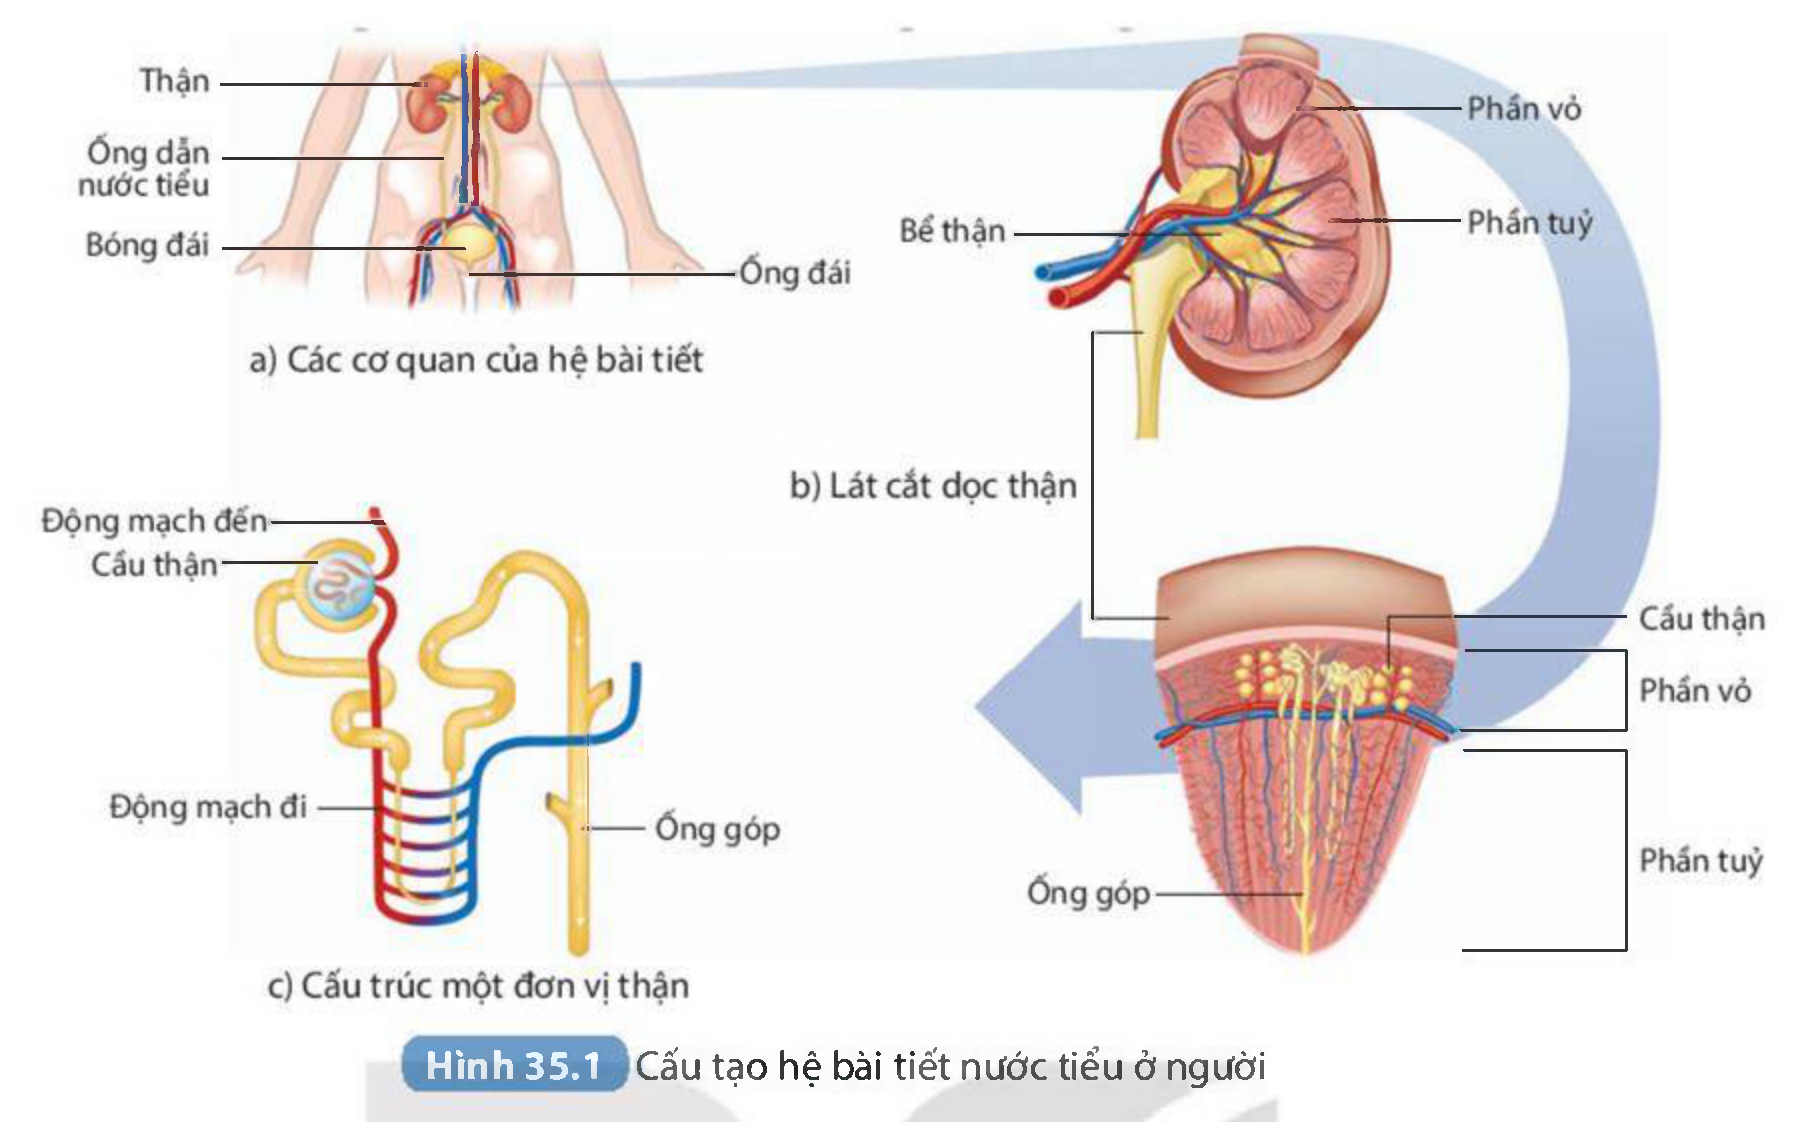 Thận
Ống dẫn
nước tiểu
Bóng đái
Ống đái
a) Các cơ quan của hệ bài tiết
Phần vỏ
Phần tuỷ
Bể thận
b) Lát cắt dọc thận
Động mạch đến
Cầu thận
Động mạch đi
Ống góp
c) Cấu trúc một đơn vị thận
Cầu thận
Phần vỏ
Phần tuỷ
Ống góp
Hình 35.1 Cấu tạo hệ bài tiết nước tiểu ở người